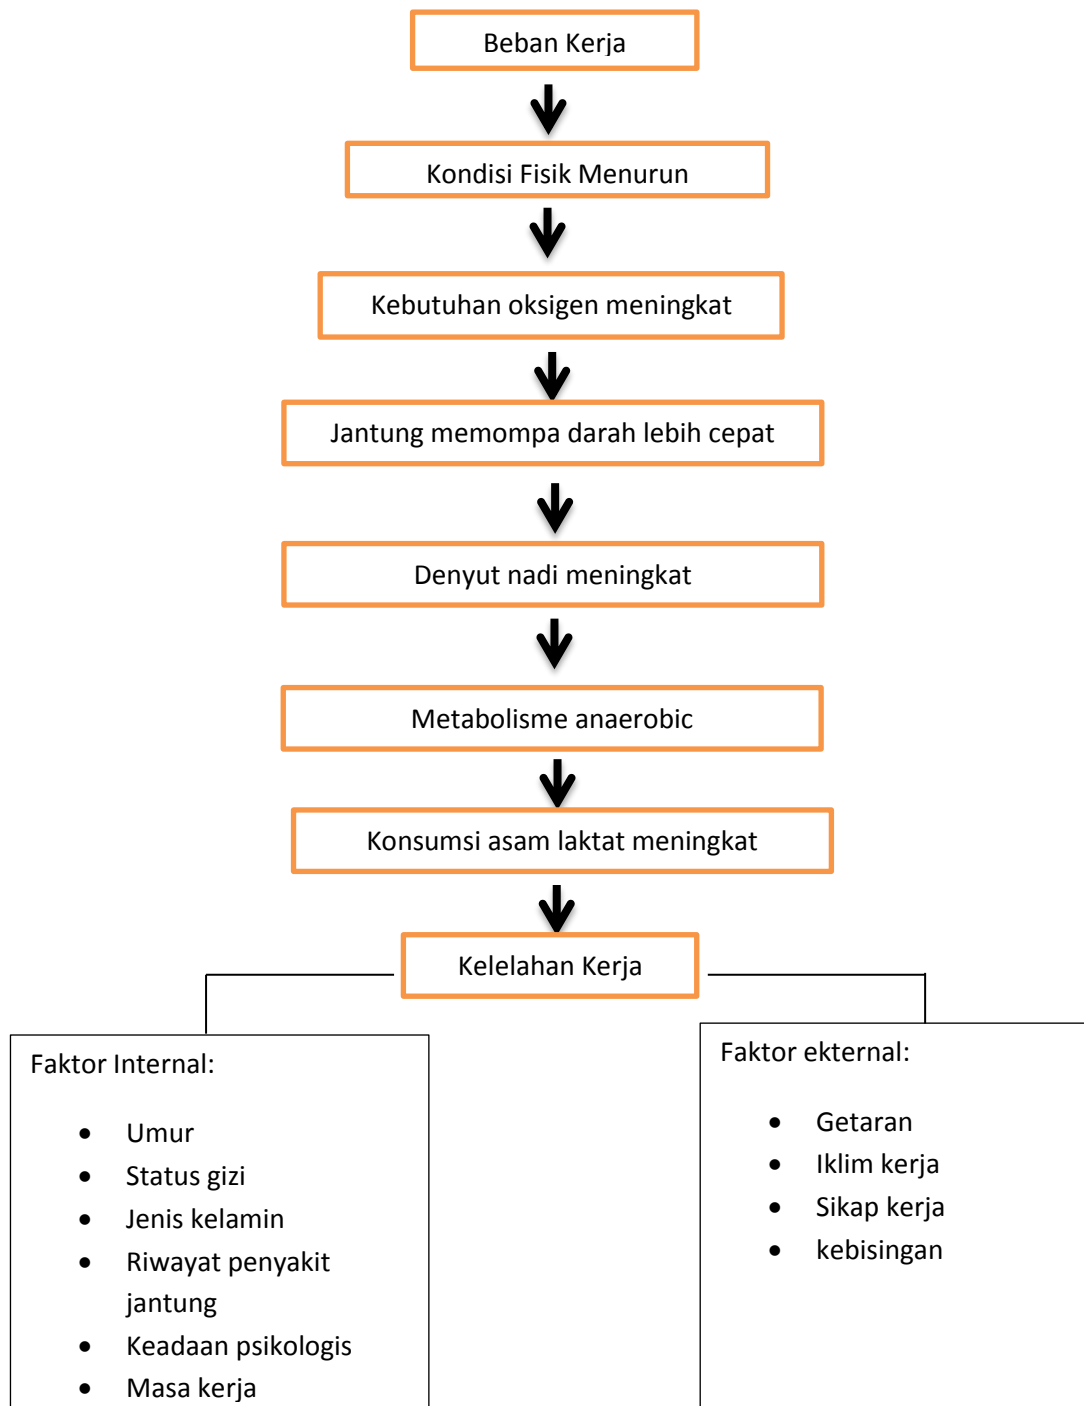 Beban Kerja
Kondisi Fisik Menurun
Kebutuhan oksigen meningkat
Jantung memompa darah lebih cepat
Denyut nadi meningkat
Metabolisme anaerobic
Konsumsi asam laktat meningkat
Kelelahan Kerja
Faktor Internal:
• Umur
• Status gizi
• Jenis kelamin
• Riwayat penyakit
jantung
• Keadaan psikologis
• Masa kerja
Faktor ekternal:
• Getaran
• Iklim kerja
• Sikap kerja
• kebisingan